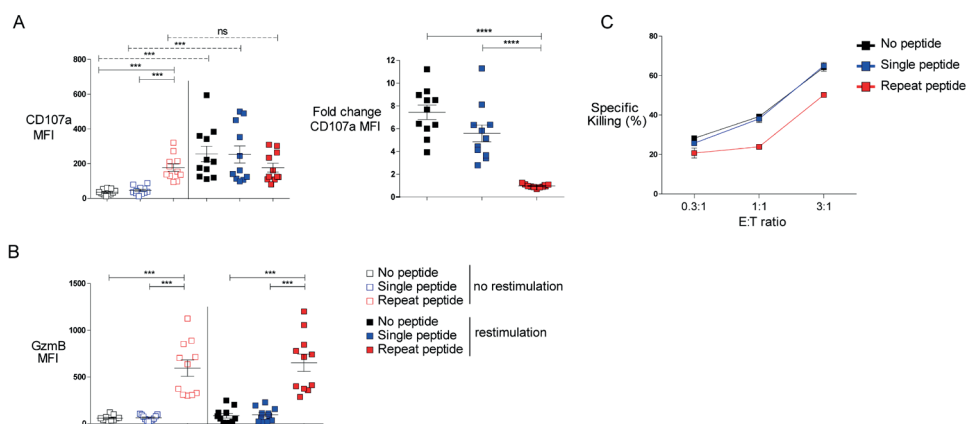 A
ns
***
***
***
***
800
600
400
200
0
CD107a
MFI
****
****
12
10
8
6
4
2
0
Fold change
CD107a MFI
C
No peptide
Single peptide
Repeat peptide
80
60
40
20
0
Specific
Killing (%)
0.3:1
1:1
3:1
E:T ratio
B
***
***
***
***
1500
1000
500
0
GzmB
MFI
No peptide
Single peptide
Repeat peptide
no restimulation
No peptide
Single peptide
Repeat peptide
restimulation